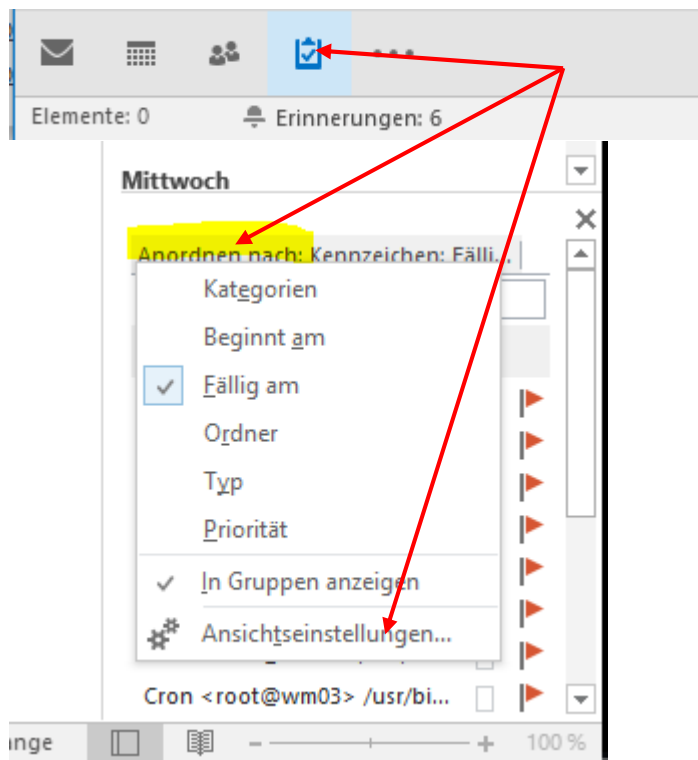 Elemente: 0 Erinnerungen: 6
Mittwoch
Anordnen nach: Kennzeichen: Fälli...
Kategorien
Beginnt am
Fällig am
Ordner
Typ
Priorität
In Gruppen anzeigen
Ansichtseinstellungen...
Cron <root@wm03> /usr/bi...
nge 100 %